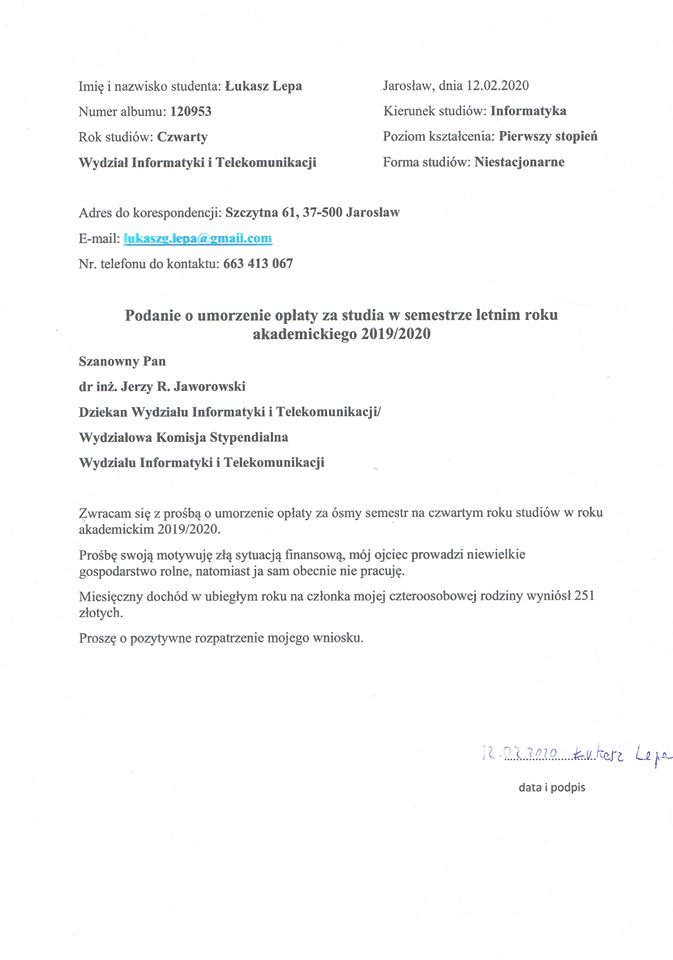 Imię i nazwisko studenta: Łukasz Lepa
Jarosław, dnia 12.02.2020
Numer albumu: 120953
Kierunek studiów: Informatyka
Rok studiów: Czwarty
Poziom kształcenia: Pierwszy stopień
Wydział Informatyki i Telekomunikacji
Forma studiów: Niestacjonarne
Adres do korespondencji: Szczytna 61, 37-500 Jarosław
E-mail: lukaszg.lepa@gmail.com
Nr. telefonu do kontaktu: 663 413 067
Podanie o umorzenie opłaty za studia w semestrze letnim roku
akademickiego 2019/2020
Szanowny Pan
dr inż. Jerzy R. Jaworowski
Dziekan Wydziału Informatyki i Telekomunikacji/
Wydziałowa Komisja Stypendialna
Wydziału Informatyki i Telekomunikacji
Zwracam się z prośbą o umorzenie opłaty za ósmy semestr na czwartym roku studiów w roku
akademickim 2019/2020.
Prośbę swoją motywuję złą sytuacją finansową, mój ojciec prowadzi niewielkie
gospodarstwo rolne, natomiast ja sam obecnie nie pracuję.
Miesięczny dochód w ubiegłym roku na członka mojej czteroosobowej rodziny wyniósł 251
złotych.
Proszę o pozytywne rozpatrzenie mojego wniosku.
12.02.2020 Łukasz Lepa
data i podpis